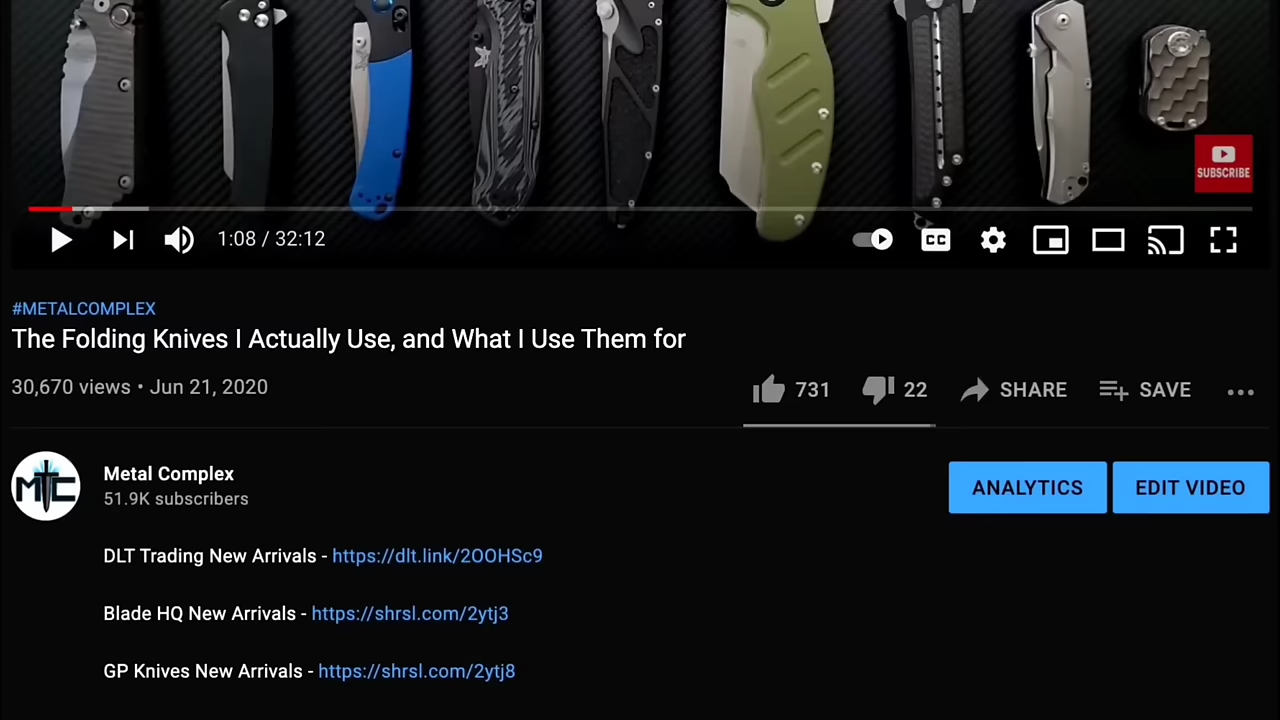 SUBSCRIBE
1:08 / 32:12
CC
#METALCOMPLEX
The Folding Knives I Actually Use, and What I Use Them for
30,670 views • Jun 21, 2020
731 22 SHARE SAVE
MTC
Metal Complex
51.9K subscribers
ANALYTICS EDIT VIDEO
DLT Trading New Arrivals - https://dlt.link/2OOHSc9
Blade HQ New Arrivals - https://shrsl.com/2ytj3
GP Knives New Arrivals - https://shrsl.com/2ytj8